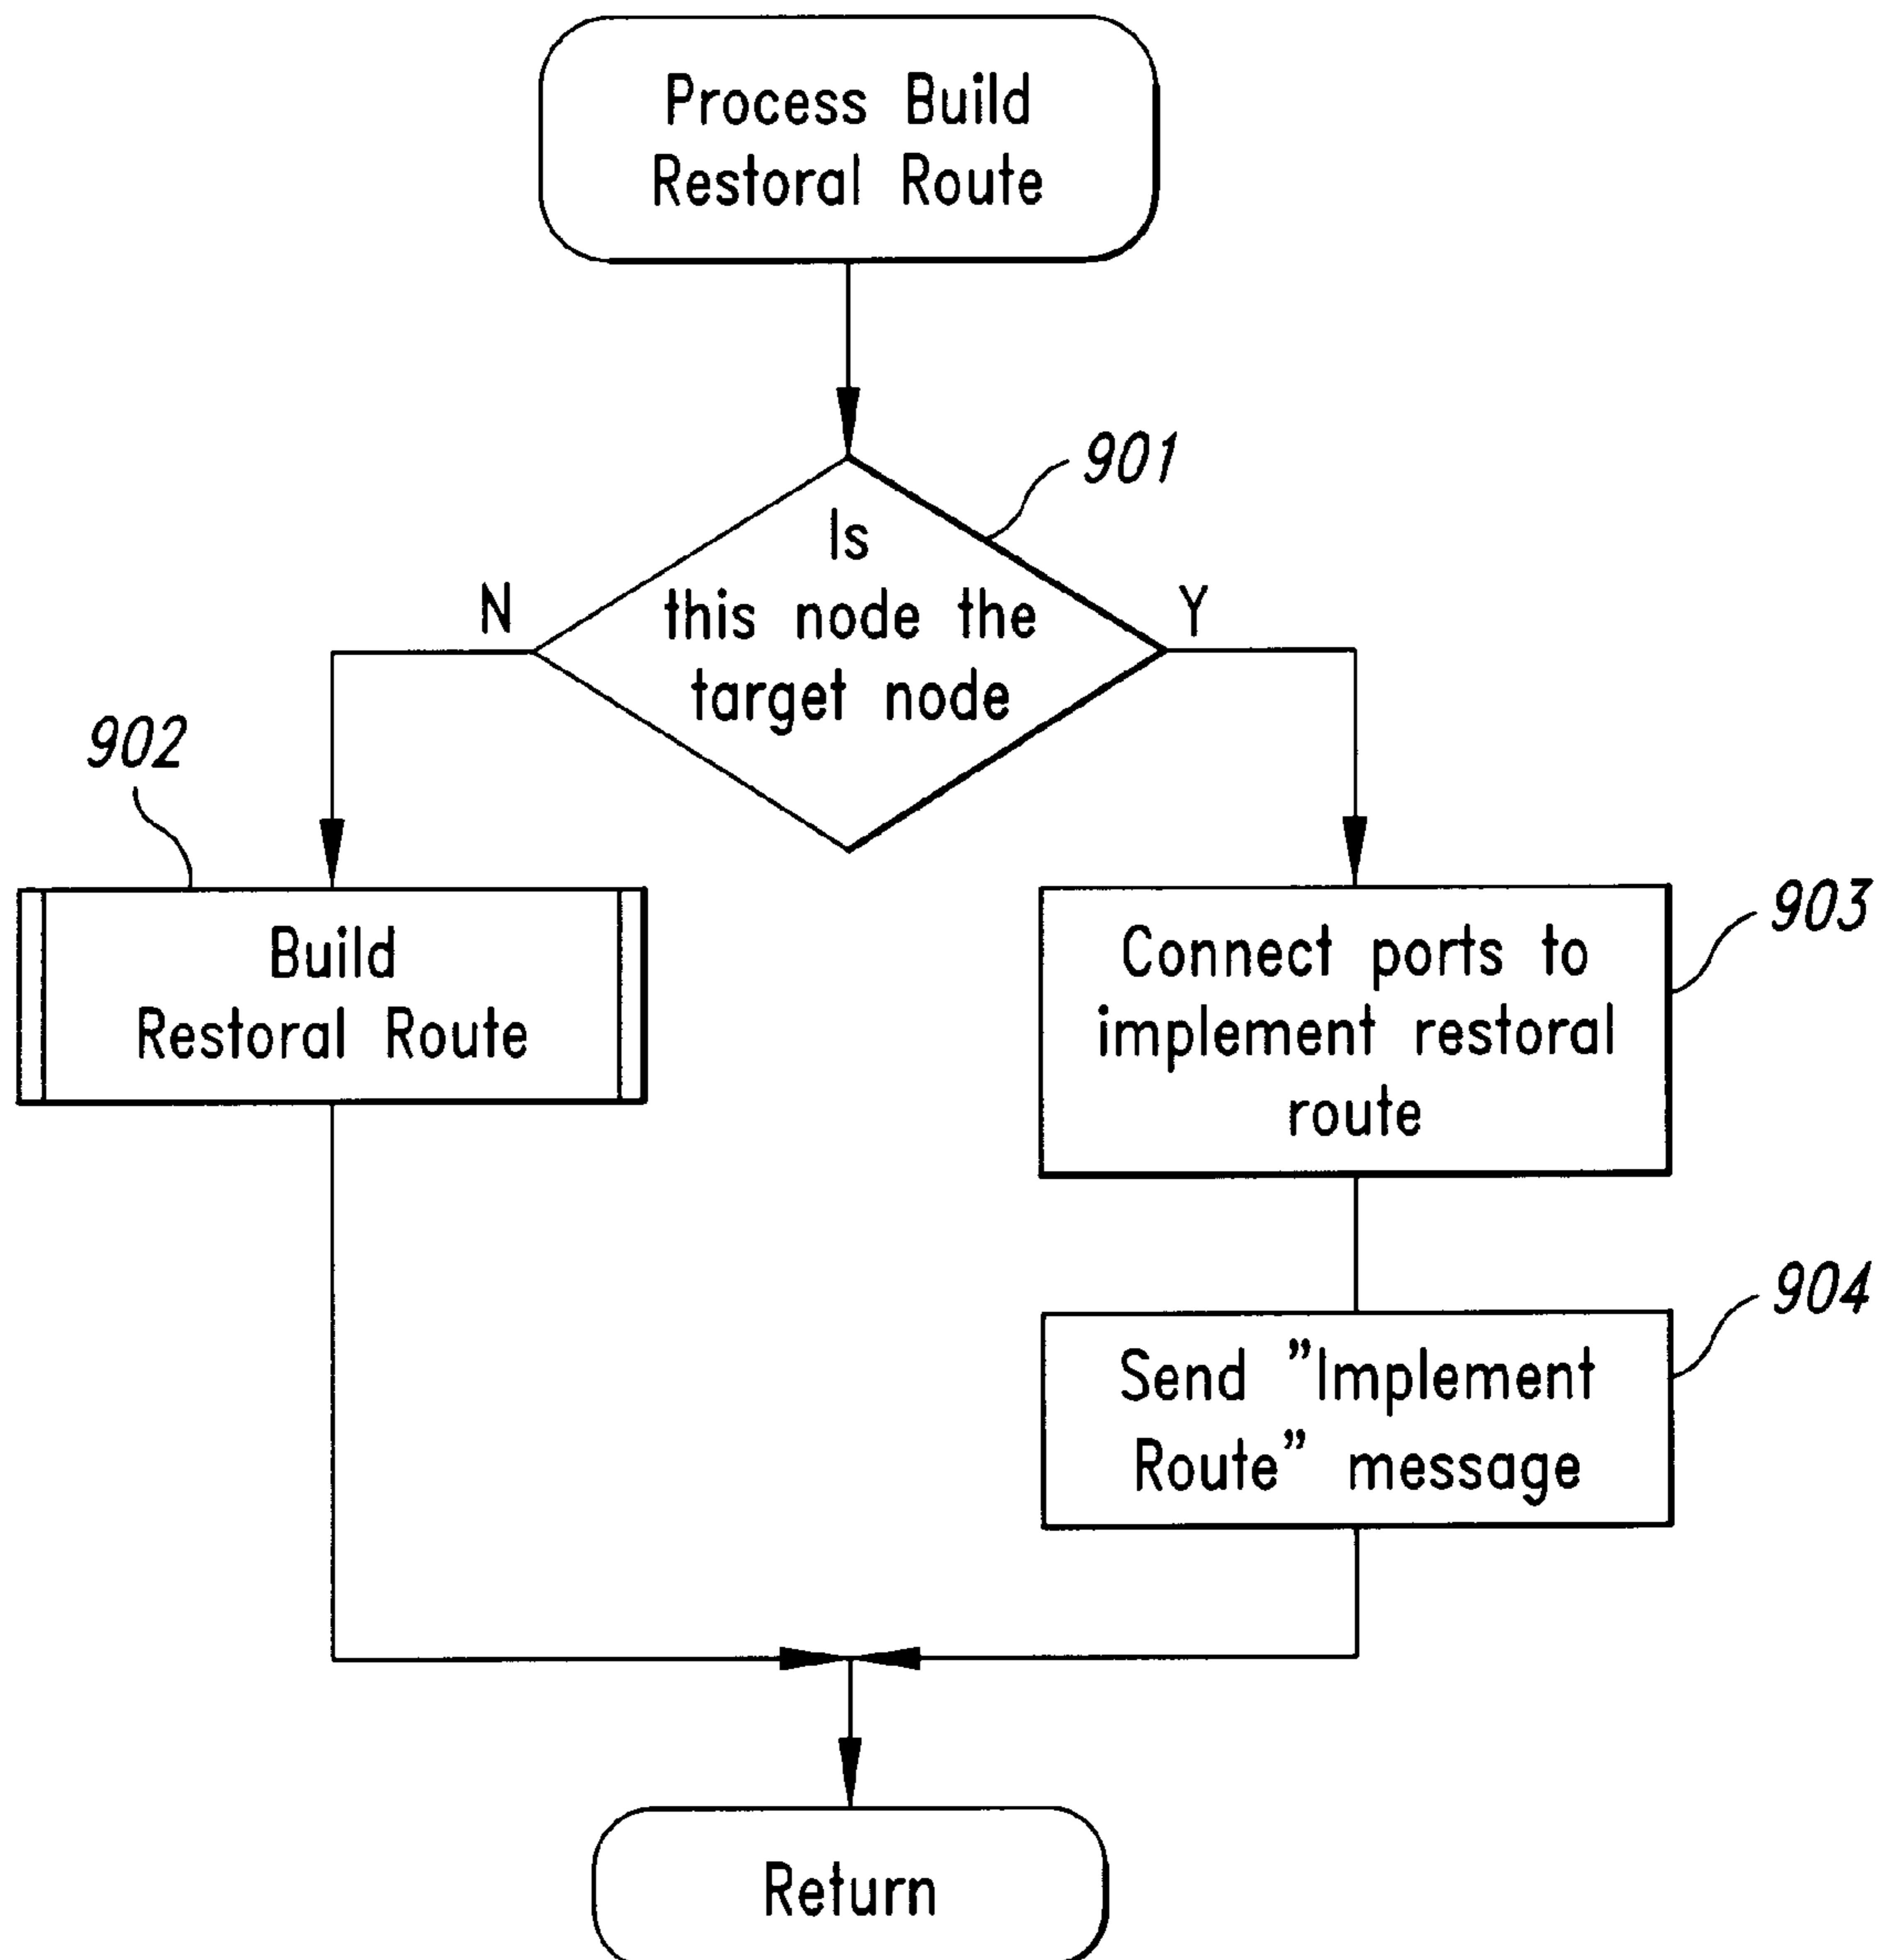 Process Build
Restoral Route
901
Is
this node the
target node
N
Y
902
Build
Restoral Route
903
Connect ports to
implement restoral
route
904
Send "Implement
Route" message
Return